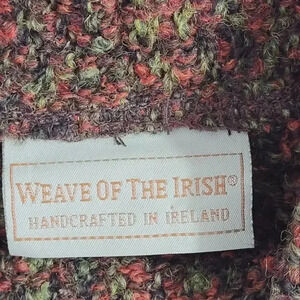 WEAVE OF THE IRISH®
HANDCRAFTED IN IRELAND